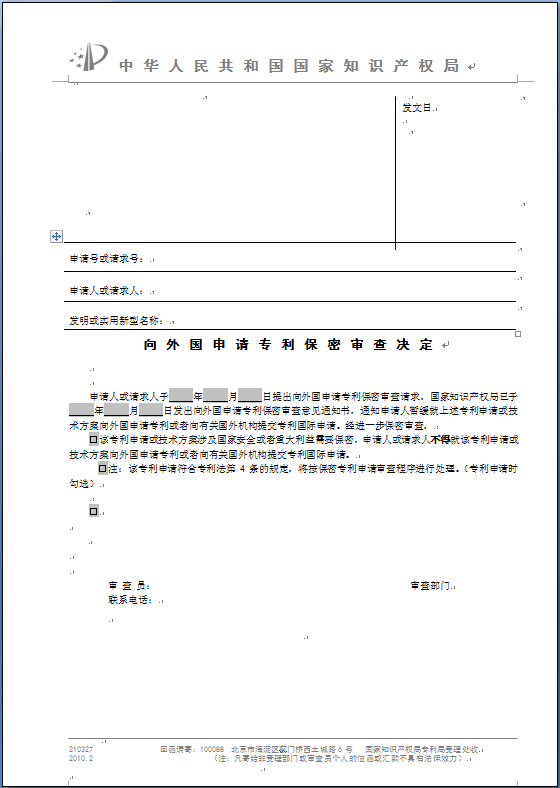 中华人民共和国国家知识产权局
发文日
申请号或请求号：
申请人或请求人：
发明或实用新型名称：
向外国申请专利保密审查决定
申请人或请求人于 年 月 日提出向外国申请专利保密审查请求，国家知识产权局已于
年 月 日发出向外国申请专利保密审查意见通知书，通知申请人暂缓就上述专利申请或技
术方案向外国申请专利或者向有关国外机构提交专利国际申请。经进一步保密审查，
□该专利申请或技术方案涉及国家安全或者重大利益需要保密，申请人或请求人不得就该专利申请或
技术方案向外国申请专利或者向有关国外机构提交专利国际申请。
□注：该专利申请符合专利法第 4 条的规定，将按保密专利申请审查程序进行处理。（专利申请时
勾选）
□
审 查 员： 审查部门
联系电话：
210327 回函请寄：100088 北京市海淀区蓟门桥西土城路 6 号 国家知识产权局专利局受理处收
2010.2 （注：凡寄给非受理部门或审查员个人的信函或汇款不具有法律效力）